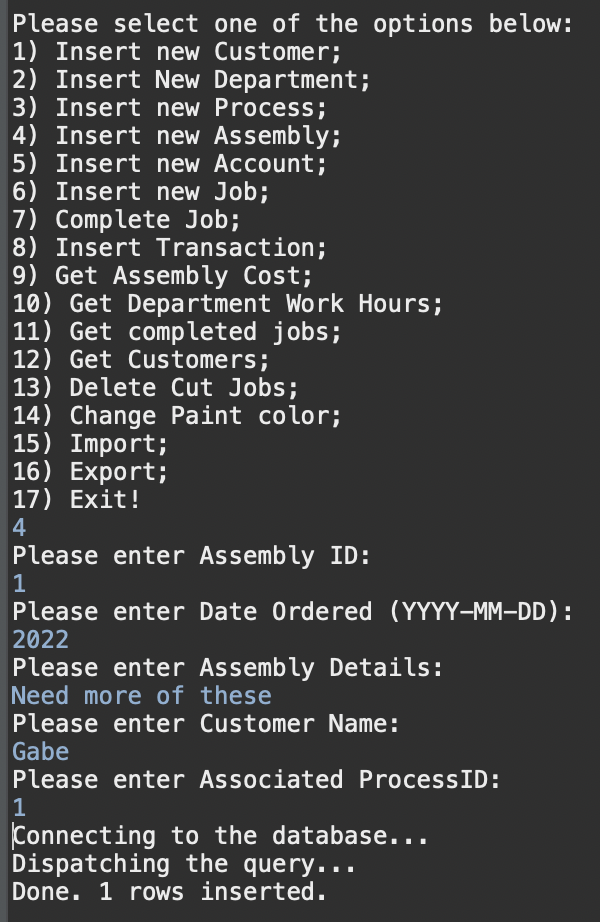 Please select one of the options below:
1) Insert new Customer;
2) Insert New Department;
3) Insert new Process;
4) Insert new Assembly;
5) Insert new Account;
6) Insert new Job;
7) Complete Job;
8) Insert Transaction;
9) Get Assembly Cost;
10) Get Department Work Hours;
11) Get completed jobs;
12) Get Customers;
13) Delete Cut Jobs;
14) Change Paint color;
15) Import;
16) Export;
17) Exit!
4
Please enter Assembly ID:
1
Please enter Date Ordered (YYYY-MM-DD):
2022
Please enter Assembly Details:
Need more of these
Please enter Customer Name:
Gabe
Please enter Associated ProcessID:
1
Connecting to the database...
Dispatching the query...
Done. 1 rows inserted.